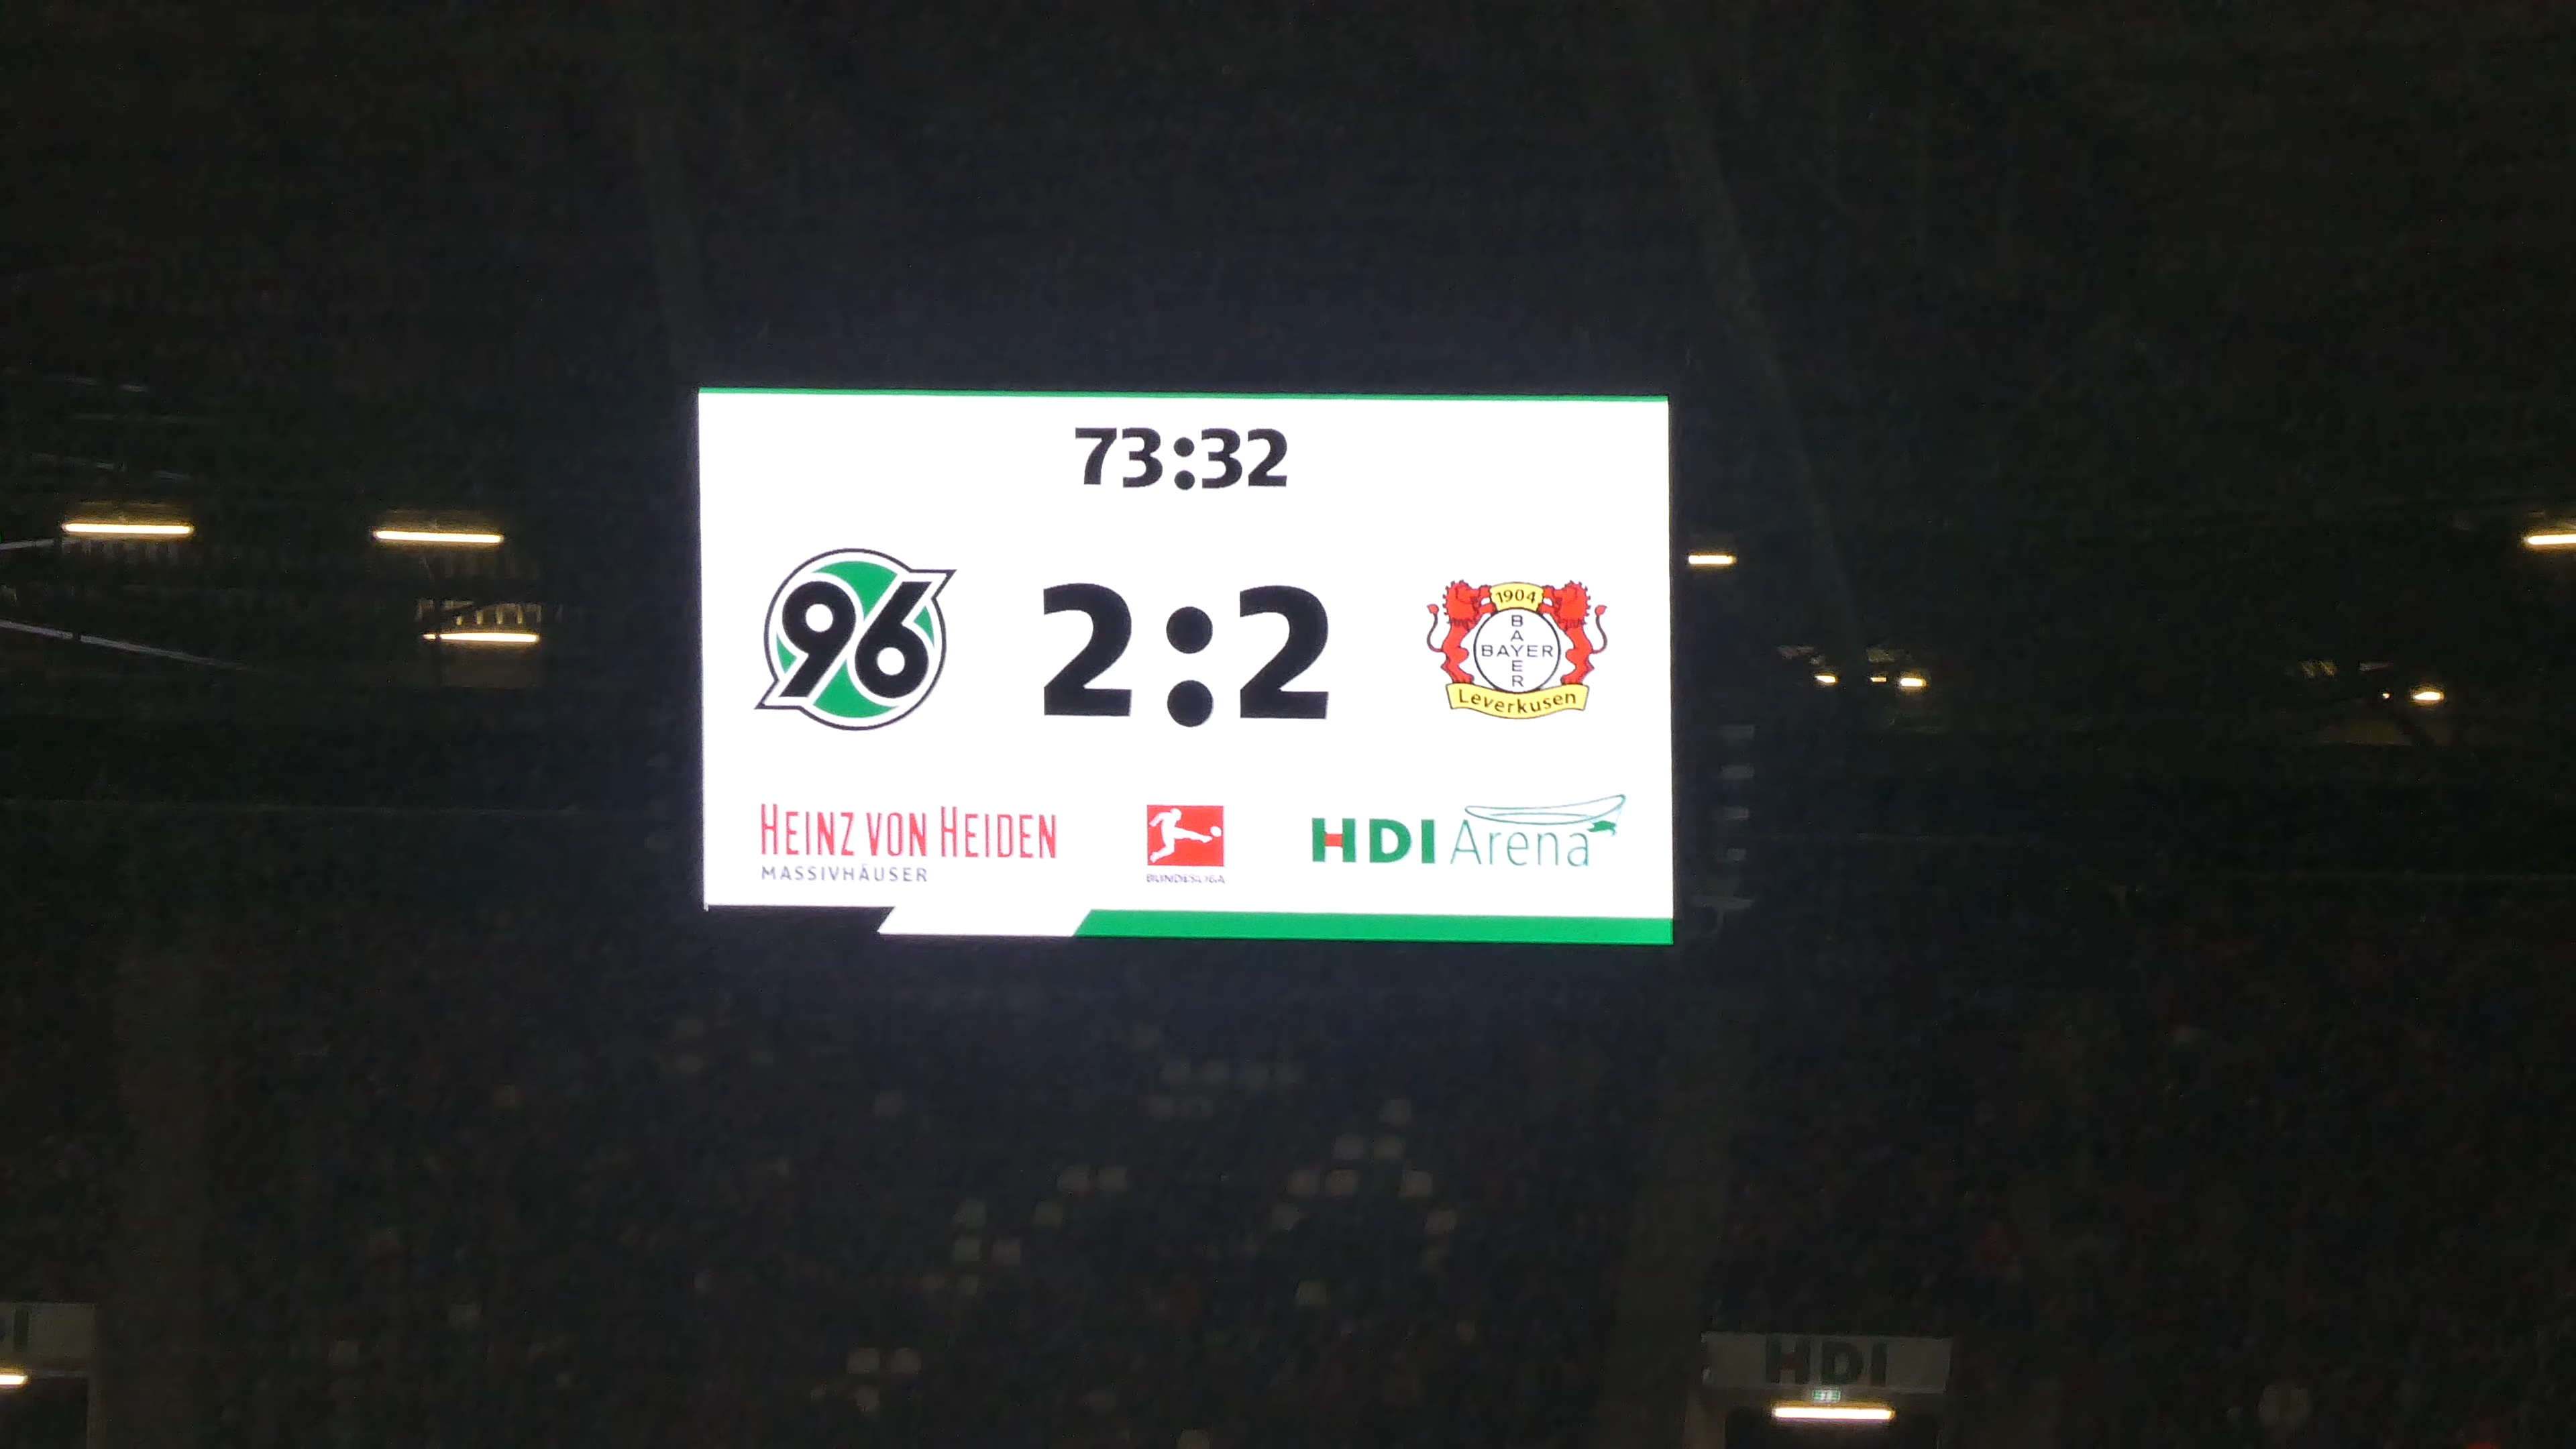 73:32
96
2:2
1904
BAYER
BAYER
Leverkusen
HEINZ VON HEIDEN
MASSIVHÄUSER
BUNDESLIGA
HDI Arena
HDI